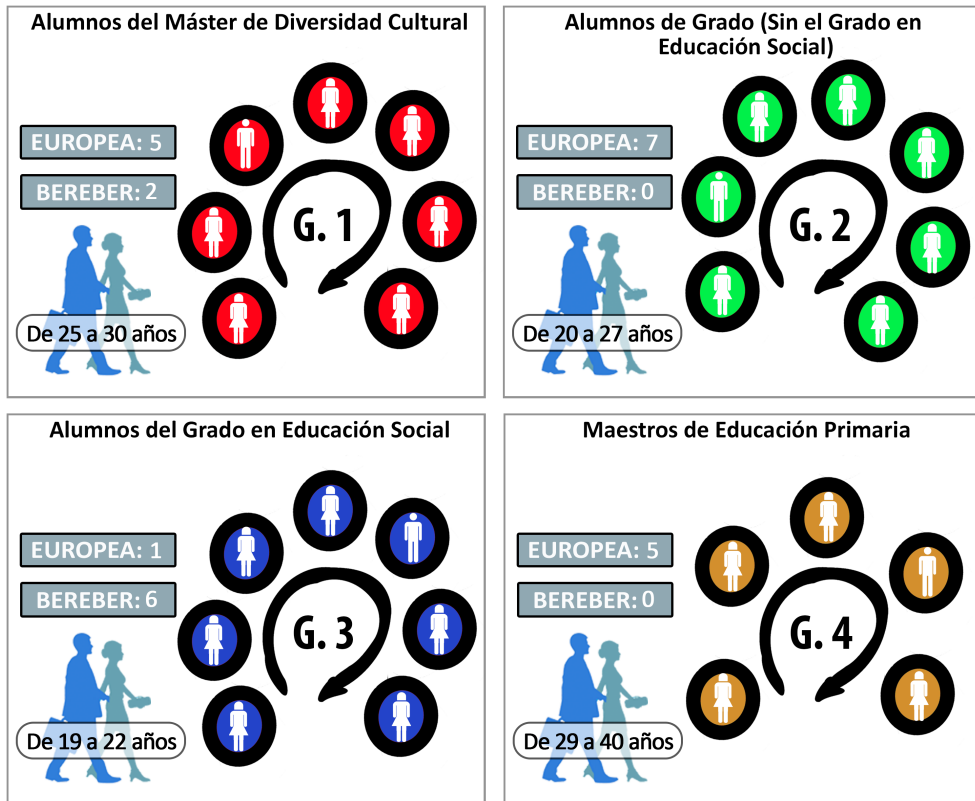 Alumnos del Máster de Diversidad Cultural
EUROPEA: 5
BEREBER: 2
G. 1
De 25 a 30 años
Alumnos de Grado (Sin el Grado en
Educación Social)
EUROPEA: 7
BEREBER: 0
G. 2
De 20 a 27 años
Alumnos del Grado en Educación Social
EUROPEA: 1
BEREBER: 6
G. 3
De 19 a 22 años
Maestros de Educación Primaria
EUROPEA: 5
BEREBER: 0
G. 4
De 29 a 40 años